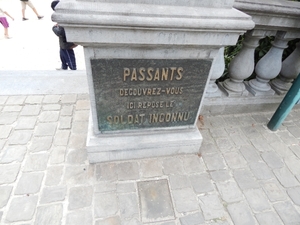 PASSANTS
DECOUVREZ-VOUS
ICI REPOSE LE
SOLDAT INCONNU